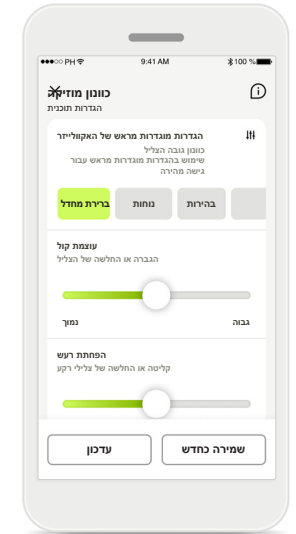 PH 9:41 AM 100 %
כוונון מוזיקה
הגדרות תוכנית
הגדרות מוגדרות מראש של האקולייזר
כוונון גובה הצליל
שימוש בהגדרות מוגדרות מראש עבור
גישה מהירה
ברירת מחדל נוחות בהירות
עוצמת קול
הגברה או החלשה של הצליל
נמוך גבוה
הפחתת רעש
קליטה או החלשה של צלילי רקע
עדכון שמירה כחדש